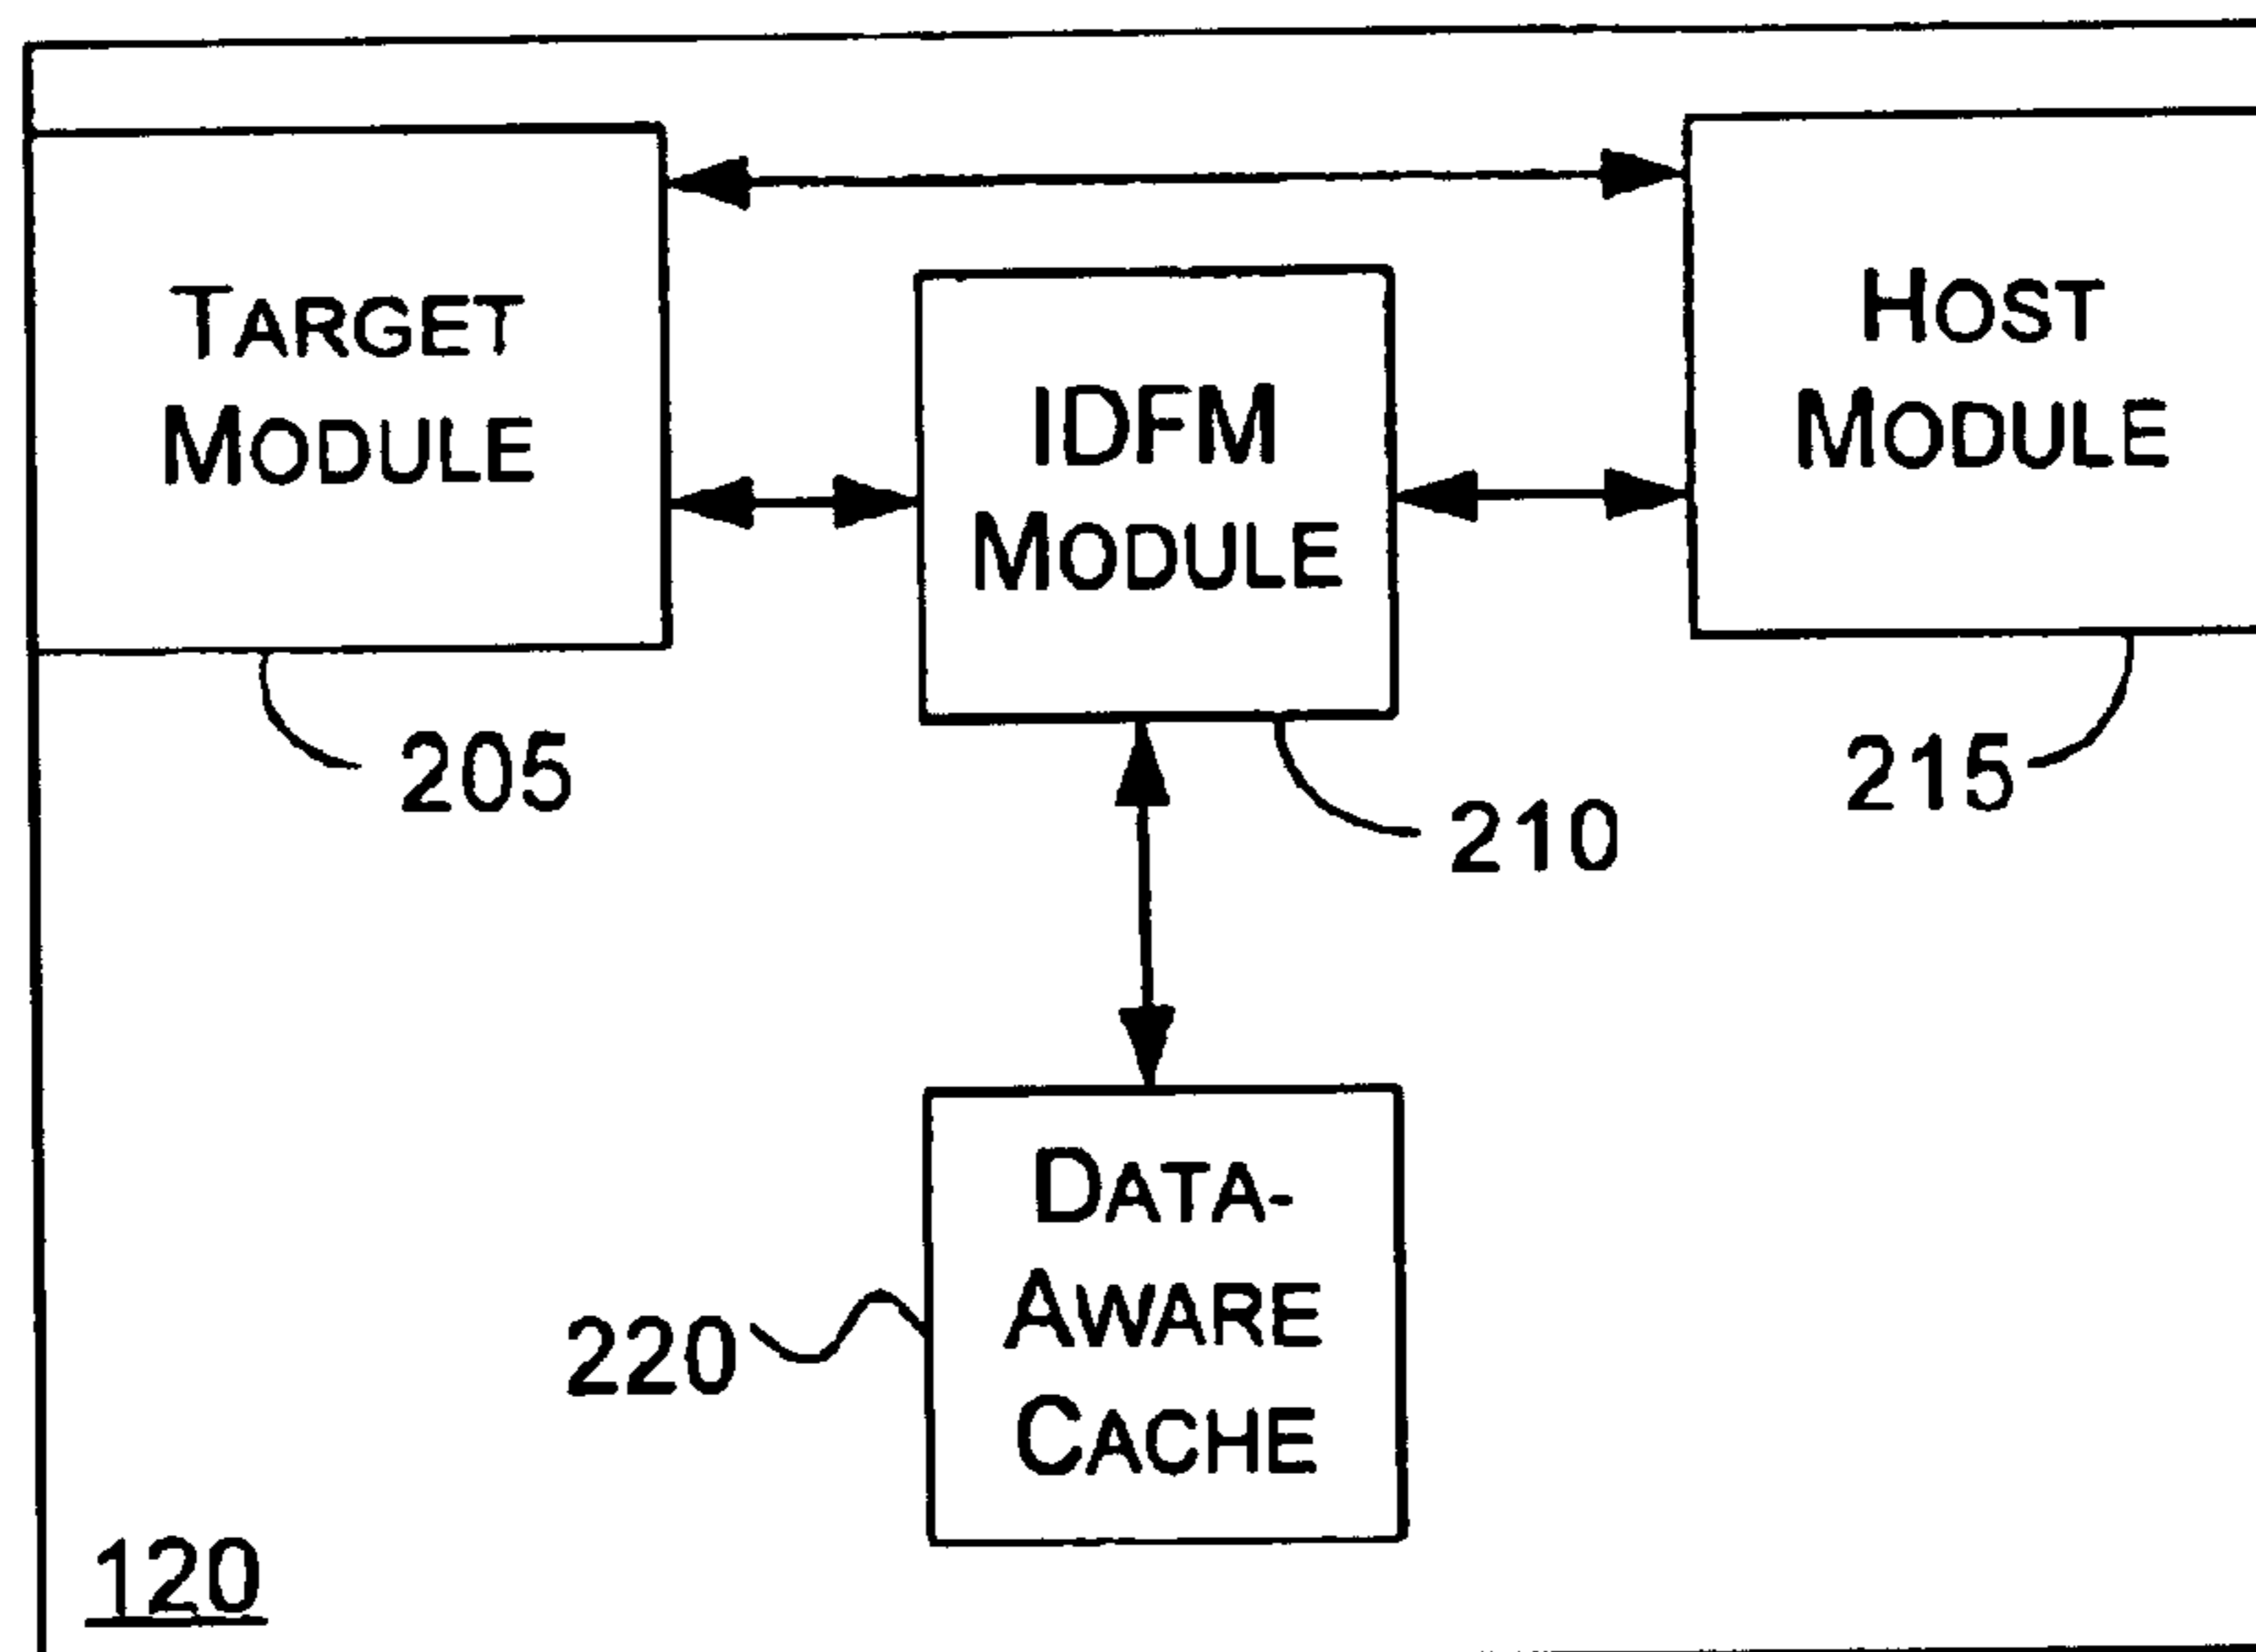 TARGET
MODULE
HOST
MODULE
IDFM
MODULE
205
210
215
DATA-
AWARE
CACHE
220
120